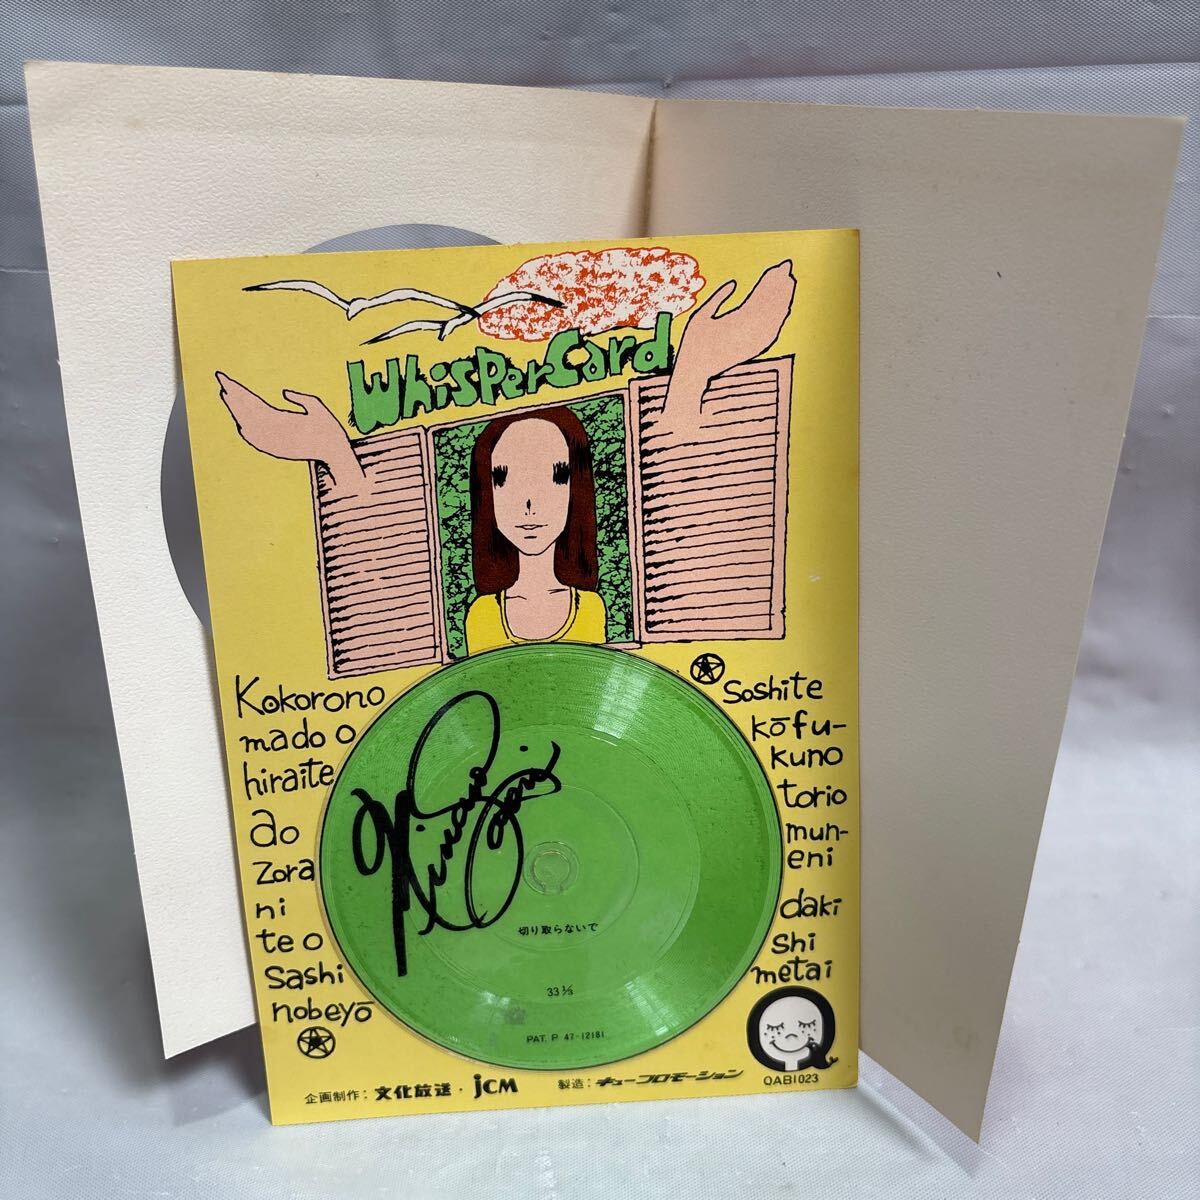 WhisPerCard
Kokorono
mado o
hiraite
ao
zora
ni
te o
Sashi
nobeyō
Soshite
kōfu-
kuno
torio
mun-
eni
daki
shi
metai
切り取らないで
33⅓
PAT. P 47-12181
QAB1023
企画制作：文化放送・jCM
製造：キュープロモーション